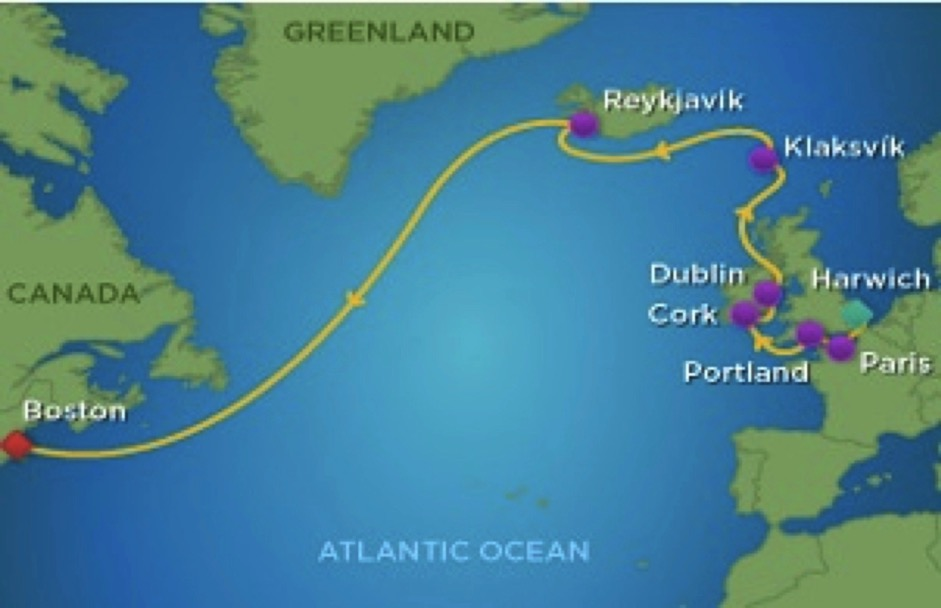 GREENLAND
Reykjavik
Klaksvík
Dublin
Harwich
CANADA
Cork
Paris
Portland
Boston
ATLANTIC OCEAN